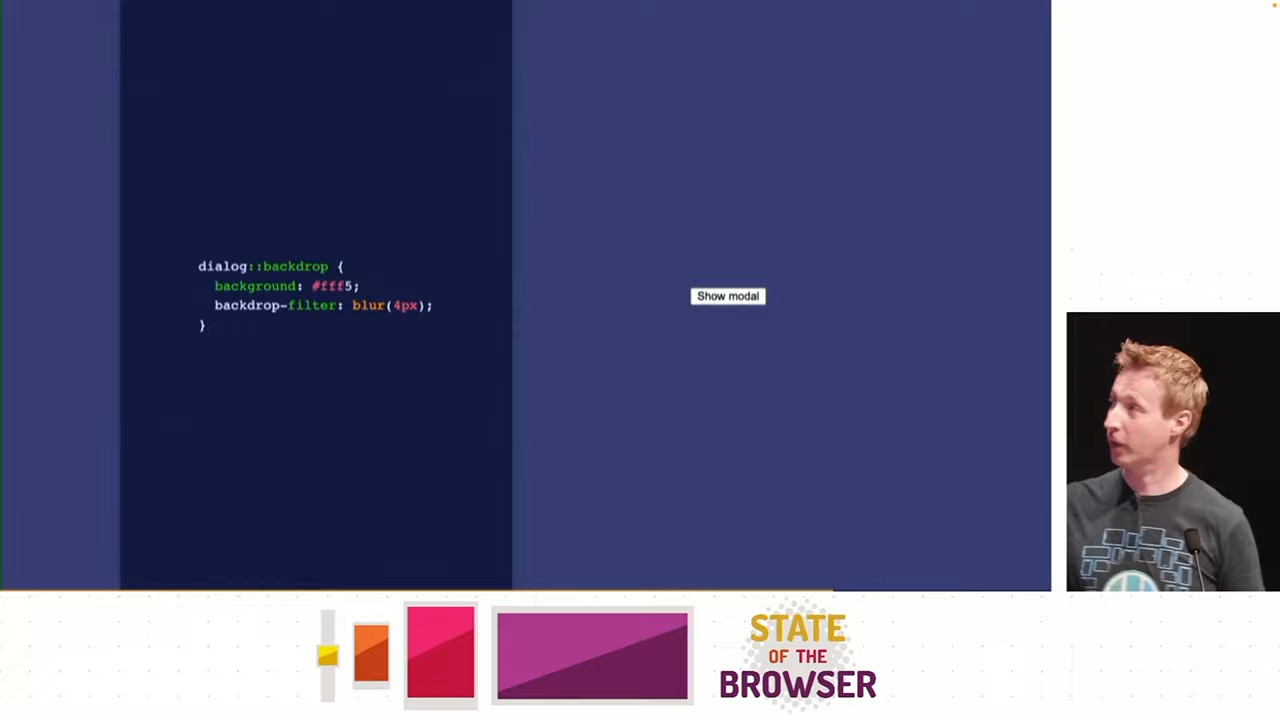 dialog::backdrop {
  background: #fff5;
  backdrop-filter: blur(4px);
}
Show modal
STATE
OF THE
BROWSER